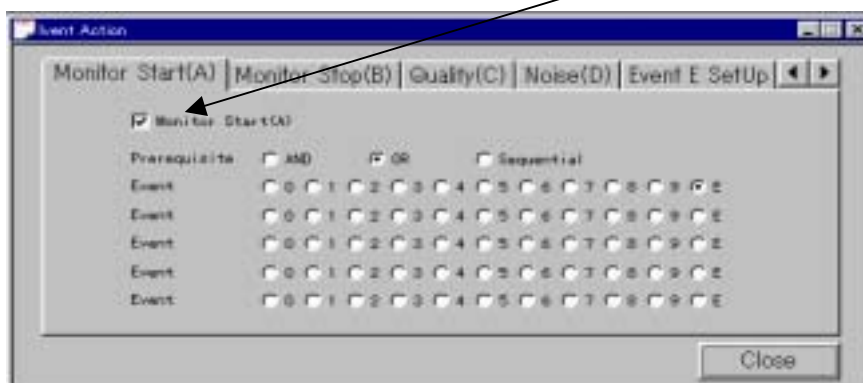 Event Action
Monitor Start(A) Monitor Stop(B) Quality(C) Noise(D) Event E SetUp
Monitor Start(A)
Prerequisite AND OR Sequential
Event 0 1 2 3 4 5 6 7 8 9 E
Event 0 1 2 3 4 5 6 7 8 9 E
Event 0 1 2 3 4 5 6 7 8 9 E
Event 0 1 2 3 4 5 6 7 8 9 E
Event 0 1 2 3 4 5 6 7 8 9 E
Close